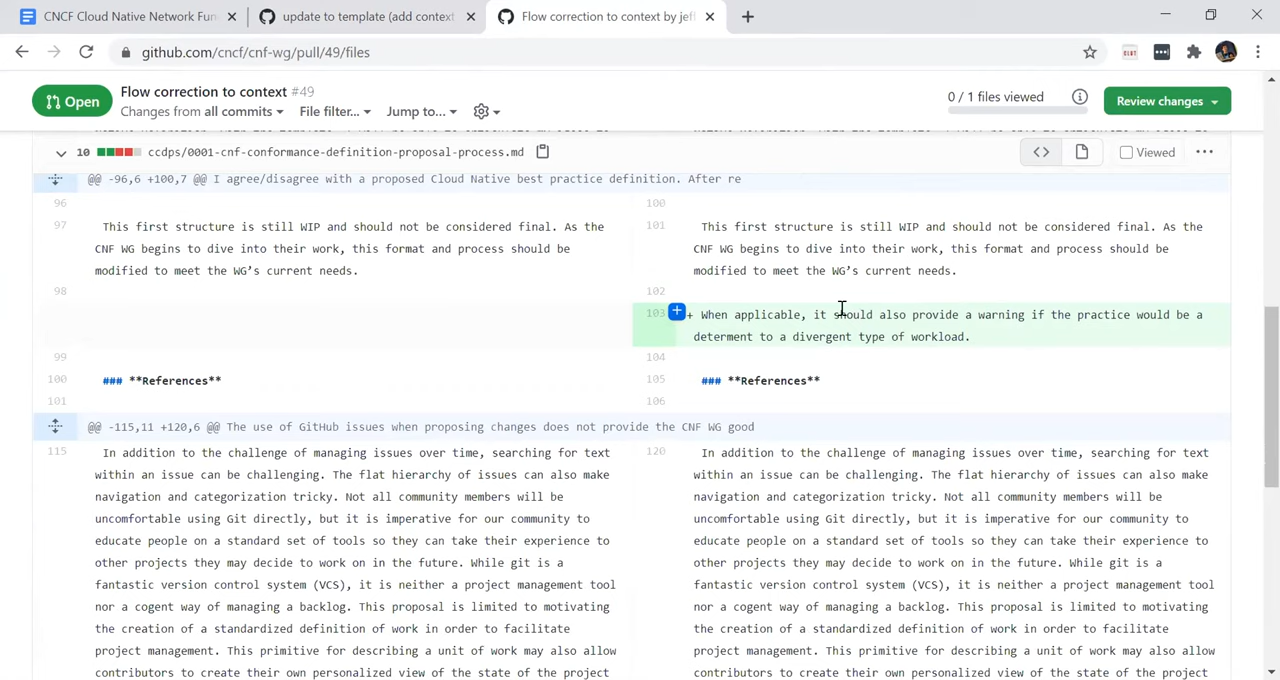 CNCF Cloud Native Network Fun
update to template (add context
Flow correction to context by jeff
github.com/cncf/cnf-wg/pull/49/files
Open
Flow correction to context #49
Changes from all commits
File filter...
Jump to...
0 / 1 files viewed
Review changes
10 ccdps/0001-cnf-conformance-definition-proposal-process.md
Viewed
@@ -96,6 +100,7 @@ I agree/disagree with a proposed Cloud Native best practice definition. After re
96
97 This first structure is still WIP and should not be considered final. As the
CNF WG begins to dive into their work, this format and process should be
modified to meet the WG’s current needs.
98
99
100 ### **References**
101
100
101 This first structure is still WIP and should not be considered final. As the
CNF WG begins to dive into their work, this format and process should be
modified to meet the WG’s current needs.
102
103 + When applicable, it should also provide a warning if the practice would be a
determent to a divergent type of workload.
104
105 ### **References**
106
@@ -115,11 +120,6 @@ The use of GitHub issues when proposing changes does not provide the CNF WG good
115 In addition to the challenge of managing issues over time, searching for text
within an issue can be challenging. The flat hierarchy of issues can also make
navigation and categorization tricky. Not all community members will be
uncomfortable using Git directly, but it is imperative for our community to
educate people on a standard set of tools so they can take their experience to
other projects they may decide to work on in the future. While git is a
fantastic version control system (VCS), it is neither a project management tool
nor a cogent way of managing a backlog. This proposal is limited to motivating
the creation of a standardized definition of work in order to facilitate
project management. This primitive for describing a unit of work may also allow
contributors to create their own personalized view of the state of the project
120 In addition to the challenge of managing issues over time, searching for text
within an issue can be challenging. The flat hierarchy of issues can also make
navigation and categorization tricky. Not all community members will be
uncomfortable using Git directly, but it is imperative for our community to
educate people on a standard set of tools so they can take their experience to
other projects they may decide to work on in the future. While git is a
fantastic version control system (VCS), it is neither a project management tool
nor a cogent way of managing a backlog. This proposal is limited to motivating
the creation of a standardized definition of work in order to facilitate
project management. This primitive for describing a unit of work may also allow
contributors to create their own personalized view of the state of the project